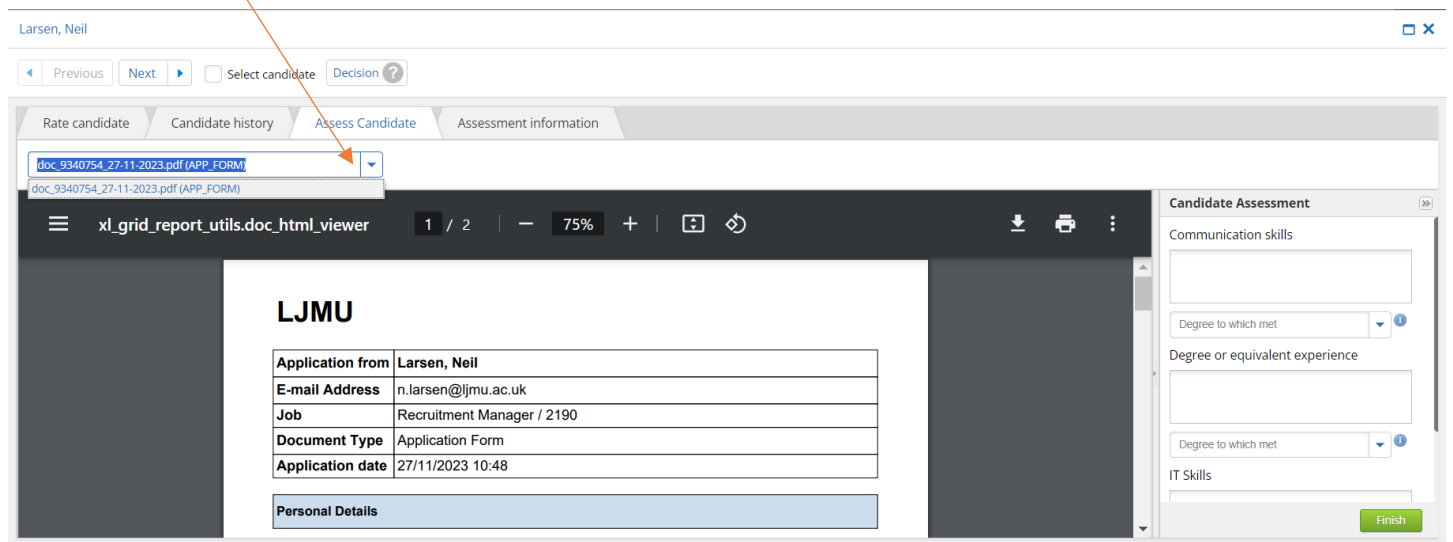 Larsen, Neil
Previous Next Select candidate Decision ?
Rate candidate Candidate history Assess Candidate Assessment information
doc_9340754_27-11-2023.pdf (APP_FORM)
doc_9340754_27-11-2023.pdf (APP_FORM)
xl_grid_report_utils.doc_html_viewer 1 / 2 75%
LJMU
Application from Larsen, Neil
E-mail Address n.larsen@ljmu.ac.uk
Job Recruitment Manager / 2190
Document Type Application Form
Application date 27/11/2023 10:48
Personal Details
Candidate Assessment
Communication skills
Degree to which met
Degree or equivalent experience
Degree to which met
IT Skills
Finish